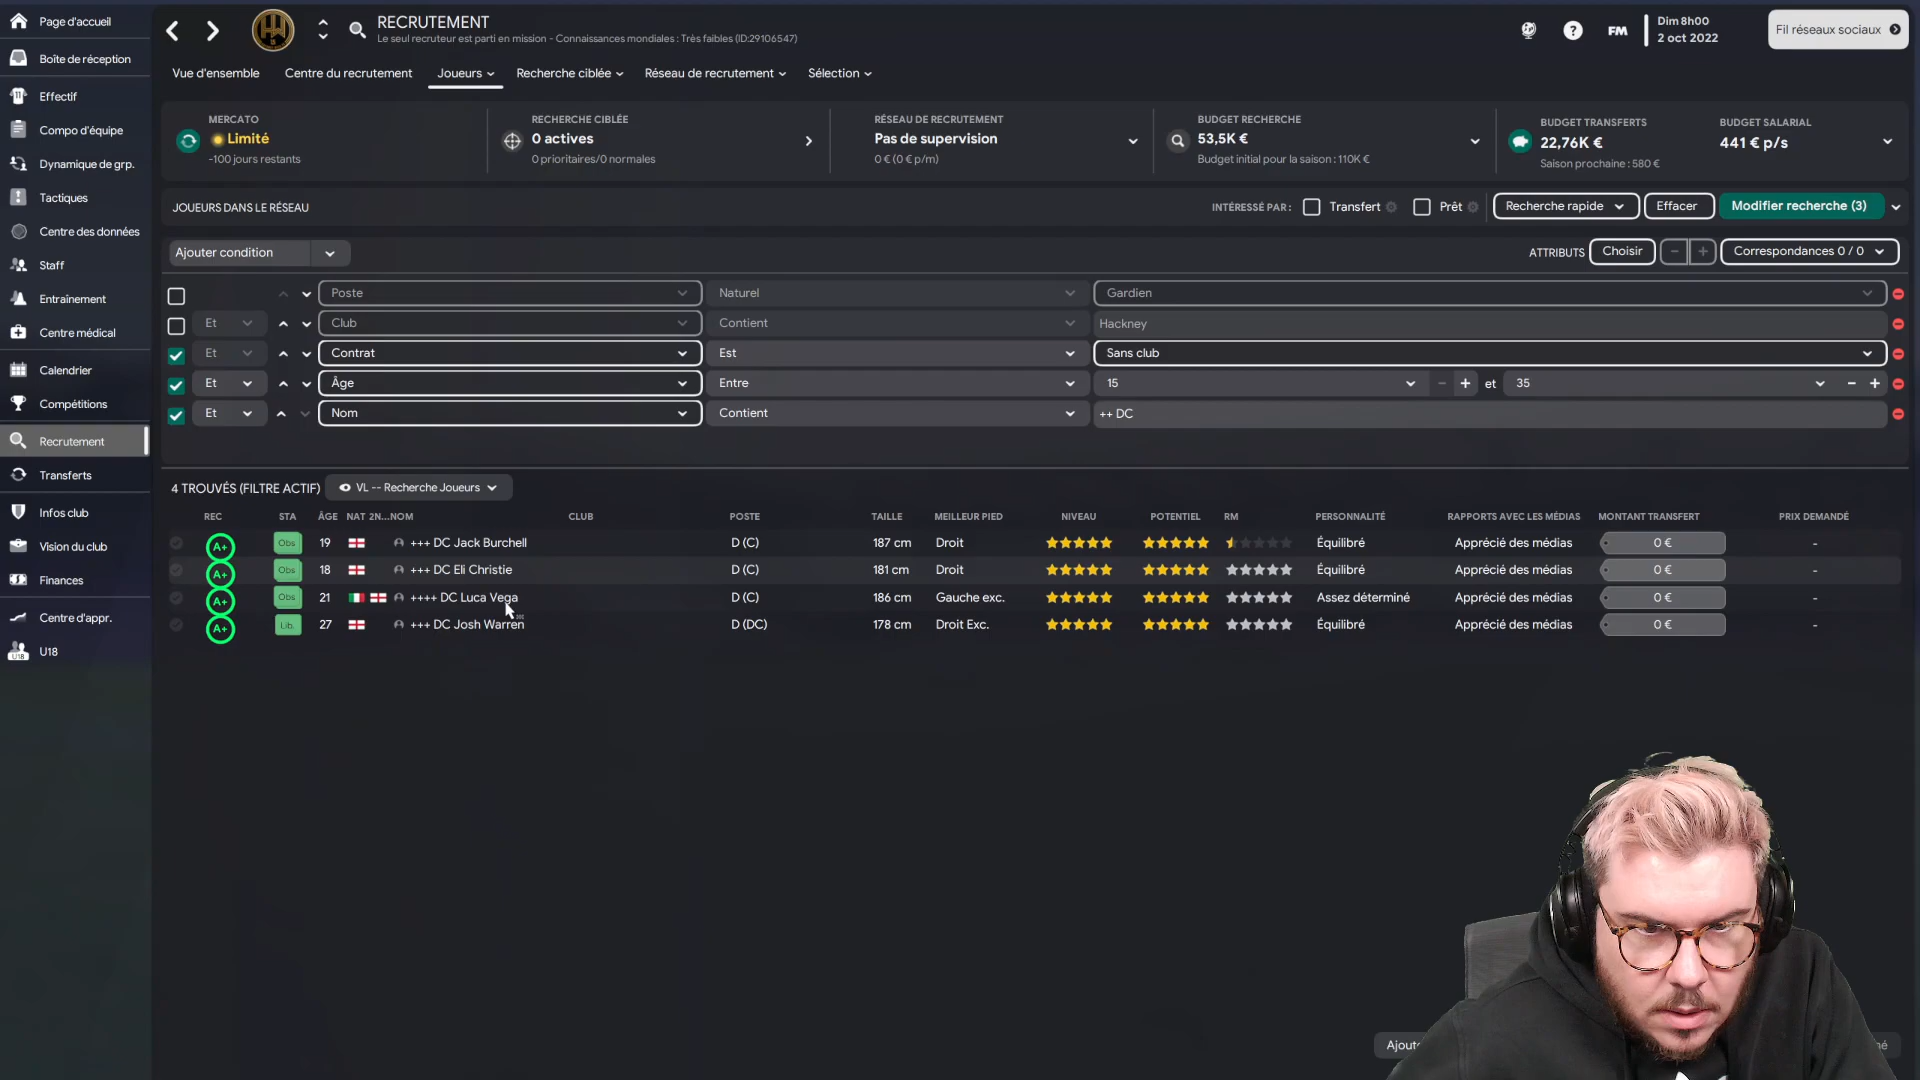 Page d'accueil
Boîte de réception
Effectif
Compo d'équipe
Dynamique de grp.
Tactiques
Centre des données
Staff
Entraînement
Centre médical
Calendrier
Compétitions
Recrutement
Transferts
Infos club
Vision du club
Finances
Centre d'appr.
U18
RECRUTEMENT
Le seul recruteur est parti en mission - Connaissances mondiales : Très faibles (ID:29106547)
FM
Dim 8h00
2 oct 2022
Fil réseaux sociaux
Vue d'ensemble Centre du recrutement Joueurs Recherche ciblée Réseau de recrutement Sélection
MERCATO
Limité
-100 jours restants
RECHERCHE CIBLÉE
0 actives
0 prioritaires/0 normales
RÉSEAU DE RECRUTEMENT
Pas de supervision
0 € (0 € p/m)
BUDGET RECHERCHE
53,5K €
Budget initial pour la saison : 110K €
BUDGET TRANSFERTS
22,76K €
Saison prochaine : 580 €
BUDGET SALARIAL
441 € p/s
JOUEURS DANS LE RÉSEAU INTÉRESSÉ PAR : Transfert Prêt Recherche rapide Effacer Modifier recherche (3)
Ajouter condition ATTRIBUTS Choisir - + Correspondances 0 / 0
Poste Naturel Gardien
Et Club Contient Hackney
Et Contrat Est Sans club
Et Âge Entre 15 - + et 35 - +
Et Nom Contient ++ DC
4 TROUVÉS (FILTRE ACTIF) VL -- Recherche Joueurs
REC STA ÂGE NAT 2N... NOM CLUB POSTE TAILLE MEILLEUR PIED NIVEAU POTENTIEL RM PERSONNALITÉ RAPPORTS AVEC LES MÉDIAS MONTANT TRANSFERT PRIX DEMANDÉ
A+ Obs 19 +++ DC Jack Burchell D (C) 187 cm Droit Équilibré Apprécié des médias 0 € -
A+ Obs 18 +++ DC Eli Christie D (C) 181 cm Droit Équilibré Apprécié des médias 0 € -
A+ Obs 21 ++++ DC Luca Vega D (C) 186 cm Gauche exc. Assez déterminé Apprécié des médias 0 € -
A+ Lib. 27 +++ DC Josh Warren D (DC) 178 cm Droit Exc. Équilibré Apprécié des médias 0 € -